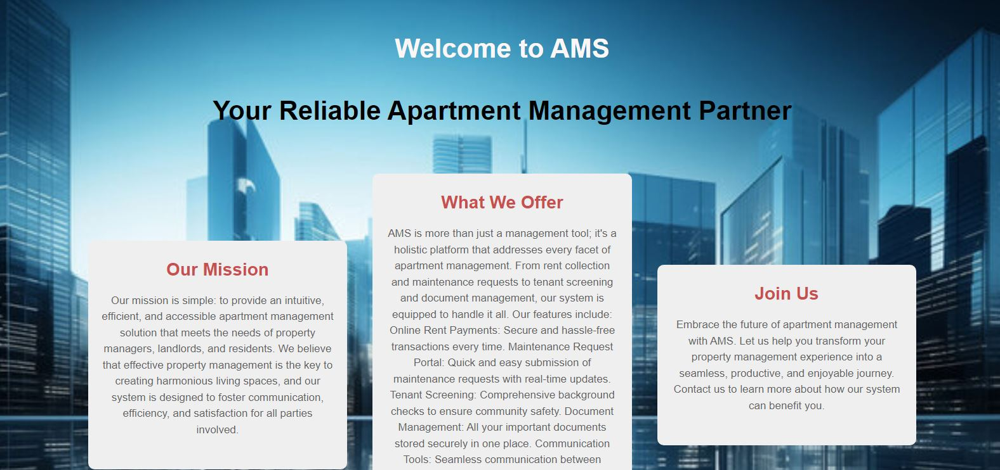 Welcome to AMS
Your Reliable Apartment Management Partner
Our Mission
Our mission is simple: to provide an intuitive,
efficient, and accessible apartment management
solution that meets the needs of property
managers, landlords, and residents. We believe
that effective property management is the key to
creating harmonious living spaces, and our
system is designed to foster communication,
efficiency, and satisfaction for all parties
involved.
What We Offer
AMS is more than just a management tool; it's a
holistic platform that addresses every facet of
apartment management. From rent collection
and maintenance requests to tenant screening
and document management, our system is
equipped to handle it all. Our features include:
Online Rent Payments: Secure and hassle-free
transactions every time. Maintenance Request
Portal: Quick and easy submission of
maintenance requests with real-time updates.
Tenant Screening: Comprehensive background
checks to ensure community safety. Document
Management: All your important documents
stored securely in one place. Communication
Tools: Seamless communication between
Join Us
Embrace the future of apartment management
with AMS. Let us help you transform your
property management experience into a
seamless, productive, and enjoyable journey.
Contact us to learn more about how our system
can benefit you.